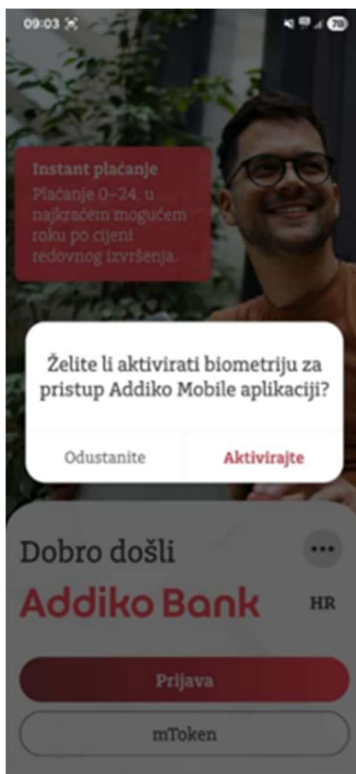 09:03
70
Instant plaćanje
Plaćanje 0–24, u
najkraćem mogućem
roku po cijeni
redovnog izvršenja.
Želite li aktivirati biometriju za
pristup Addiko Mobile aplikaciji?
Odustanite
Aktivirajte
Dobro došli
Addiko Bank
HR
Prijava
mToken